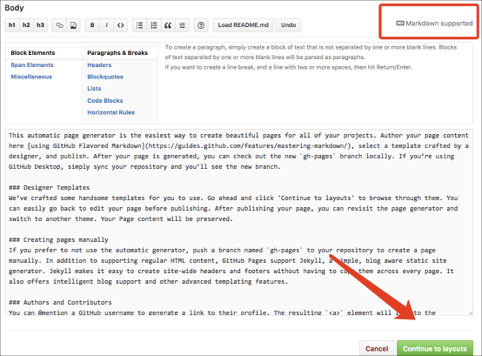 Body
h1 h2 h3 B i <> Load README.md Undo
Markdown supported
Block Elements
Span Elements
Miscellaneous
Paragraphs & Breaks
Headers
Blockquotes
Lists
Code Blocks
Horizontal Rules
To create a paragraph, simply create a block of text that is not separated by one or more blank lines. Blocks
of text separated by one or more blank lines will be parsed as paragraphs.
If you want to create a line break, end a line with two or more spaces, then hit Return/Enter.
This automatic page generator is the easiest way to create beautiful pages for all of your projects. Author your page content
here [using GitHub Flavored Markdown](https://guides.github.com/features/mastering-markdown/), select a template crafted by a
designer, and publish. After your page is generated, you can check out the new `gh-pages` branch locally. If you're using
GitHub Desktop, simply sync your repository and you'll see the new branch.
### Designer Templates
We've crafted some handsome templates for you to use. Go ahead and click 'Continue to layouts' to browse through them. You
can easily go back to edit your page before publishing. After publishing your page, you can revisit the page generator and
switch to another theme. Your Page content will be preserved.
### Creating pages manually
If you prefer to not use the automatic generator, push a branch named `gh-pages` to your repository to create a page
manually. In addition to supporting regular HTML content, GitHub Pages support Jekyll, a simple, blog aware static site
generator. Jekyll makes it easy to create site-wide headers and footers without having to copy them across every page. It
also offers intelligent blog support and other advanced templating features.
### Authors and Contributors
You can @mention a GitHub username to generate a link to their profile. The resulting `<a>` element will to the
Cancel
Continue to layouts